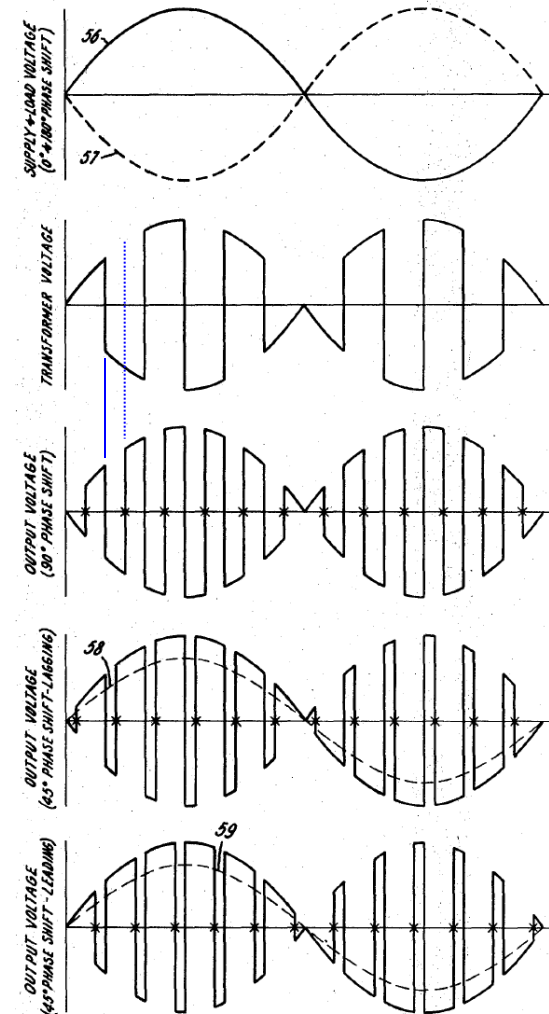 SUPPLY & LOAD VOLTAGE
(0° & 180° PHASE SHIFT)
56
57
TRANSFORMER VOLTAGE
OUTPUT VOLTAGE
(90° PHASE SHIFT)
OUTPUT VOLTAGE
(45° PHASE SHIFT-LAGGING)
58
OUTPUT VOLTAGE
(45° PHASE SHIFT-LEADING)
59